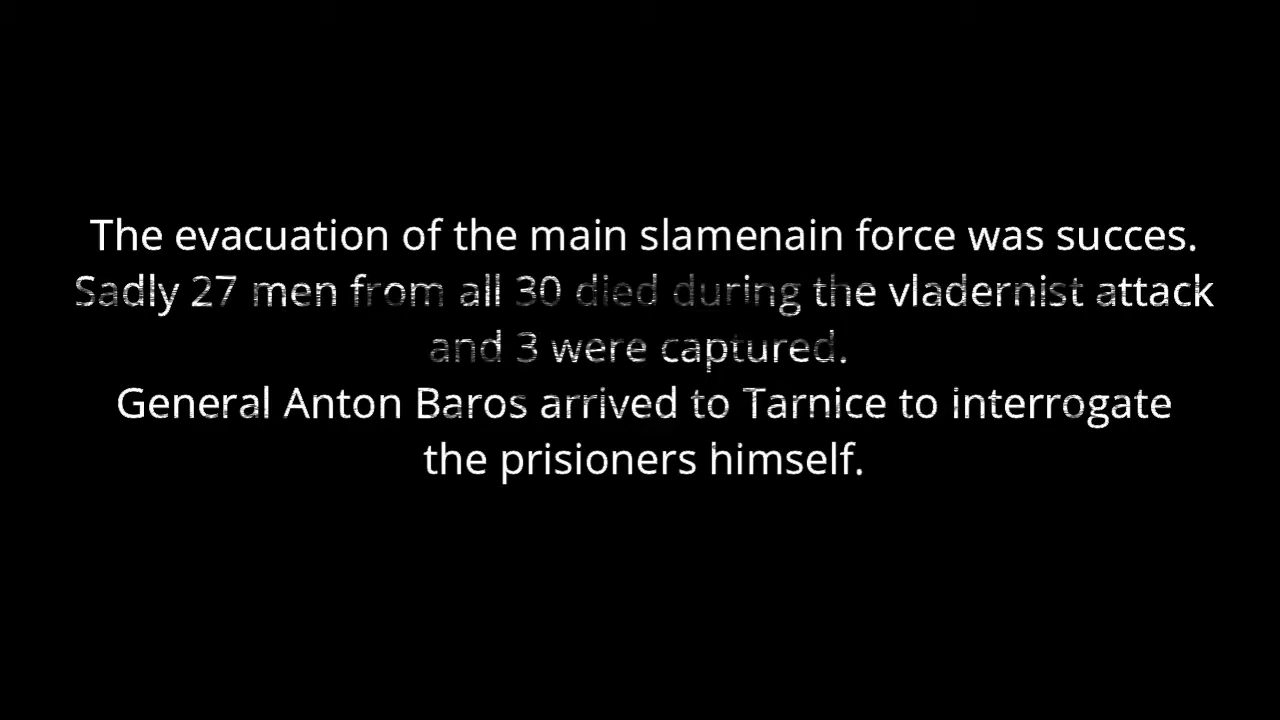 The evacuation of the main slamenain force was succes.
Sadly 27 men from all 30 died during the vladernist attack
and 3 were captured.
General Anton Baros arrived to Tarnice to interrogate
the prisioners himself.